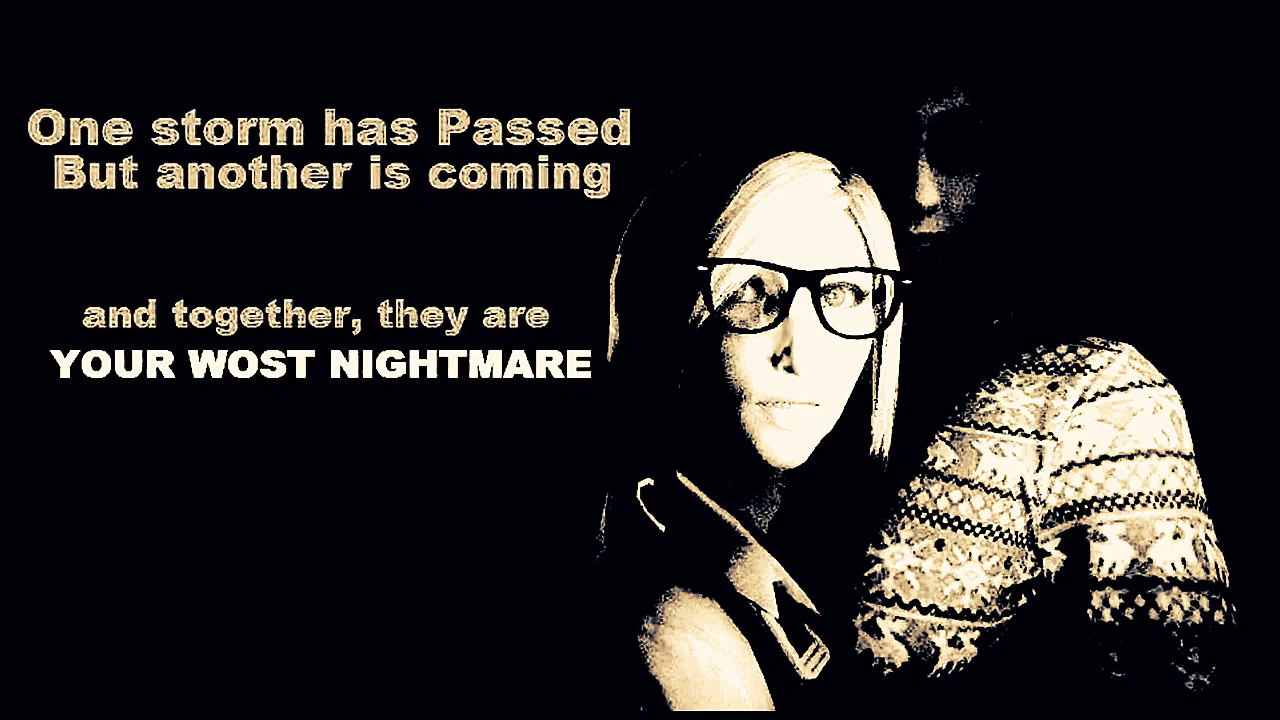 One storm has Passed
But another is coming
and together, they are
YOUR WOST NIGHTMARE